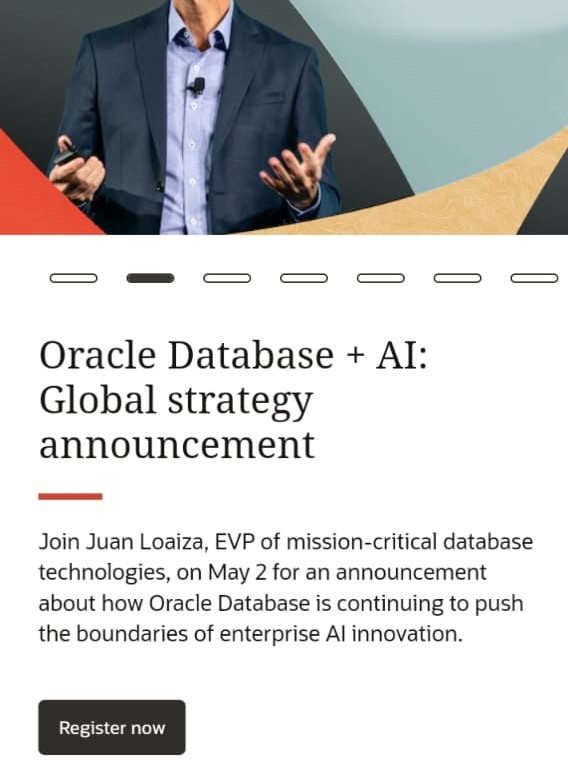 Oracle Database + AI:
Global strategy
announcement
Join Juan Loaiza, EVP of mission-critical database
technologies, on May 2 for an announcement
about how Oracle Database is continuing to push
the boundaries of enterprise AI innovation.
Register now